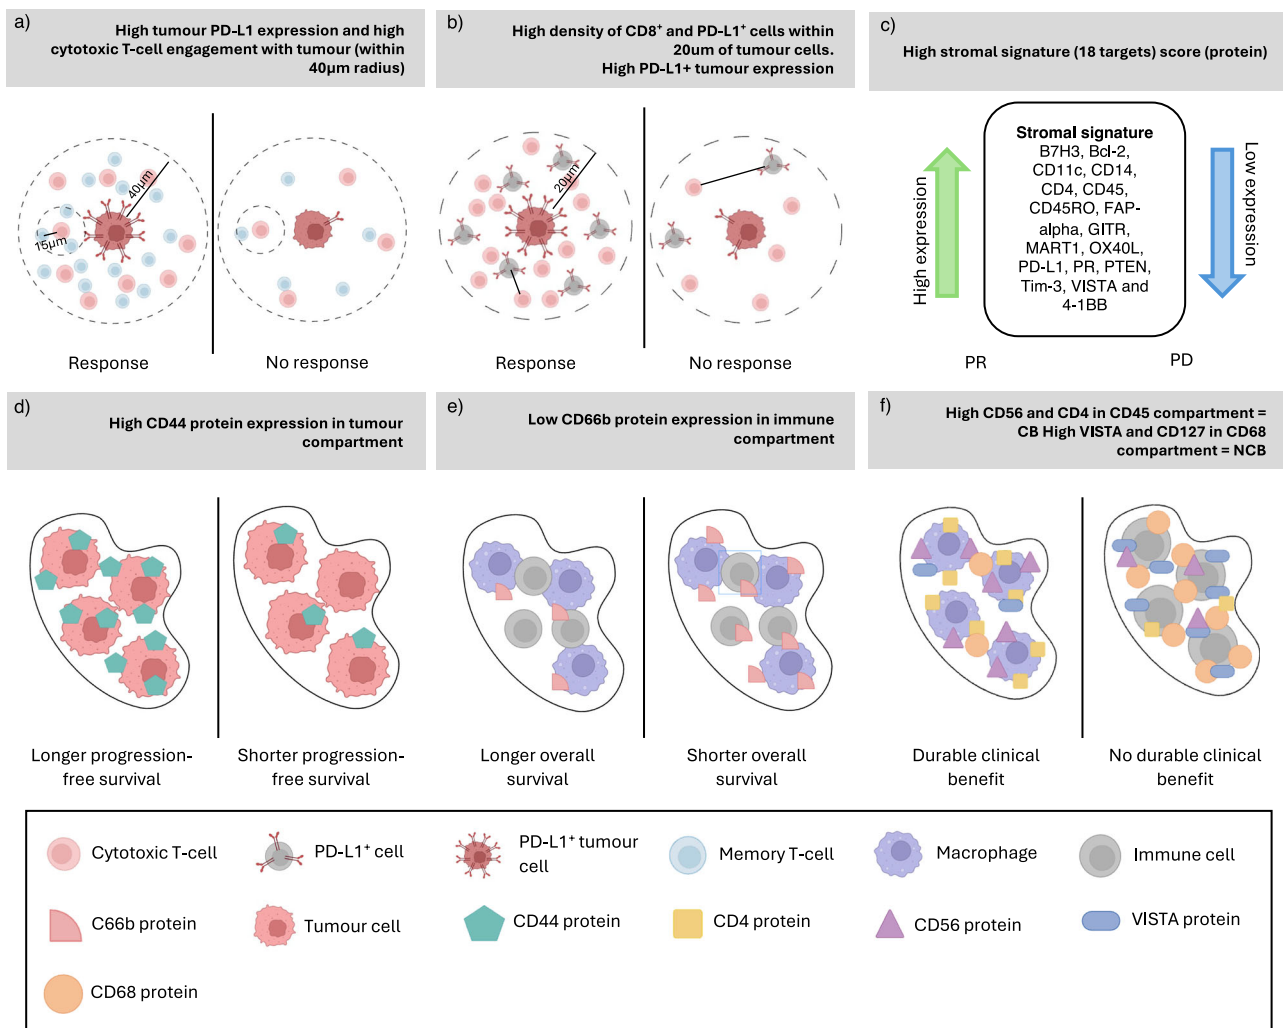 a)
High tumour PD-L1 expression and high
cytotoxic T-cell engagement with tumour (within
40µm radius)
40µm
15µm
Response
No response
b)
High density of CD8⁺ and PD-L1⁺ cells within
20um of tumour cells.
High PD-L1+ tumour expression
20µm
Response
No response
c)
High stromal signature (18 targets) score (protein)
High expression
Stromal signature
B7H3, Bcl-2,
CD11c, CD14,
CD4, CD45,
CD45RO, FAP-
alpha, GITR,
MART1, OX40L,
PD-L1, PR, PTEN,
Tim-3, VISTA and
4-1BB
Low expression
PR
PD
d)
High CD44 protein expression in tumour
compartment
Longer progression-
free survival
Shorter progression-
free survival
e)
Low CD66b protein expression in immune
compartment
Longer overall
survival
Shorter overall
survival
f)
High CD56 and CD4 in CD45 compartment =
CB High VISTA and CD127 in CD68
compartment = NCB
Durable clinical
benefit
No durable clinical
benefit
Cytotoxic T-cell
PD-L1⁺ cell
PD-L1⁺ tumour
cell
Memory T-cell
Macrophage
Immune cell
C66b protein
Tumour cell
CD44 protein
CD4 protein
CD56 protein
VISTA protein
CD68 protein